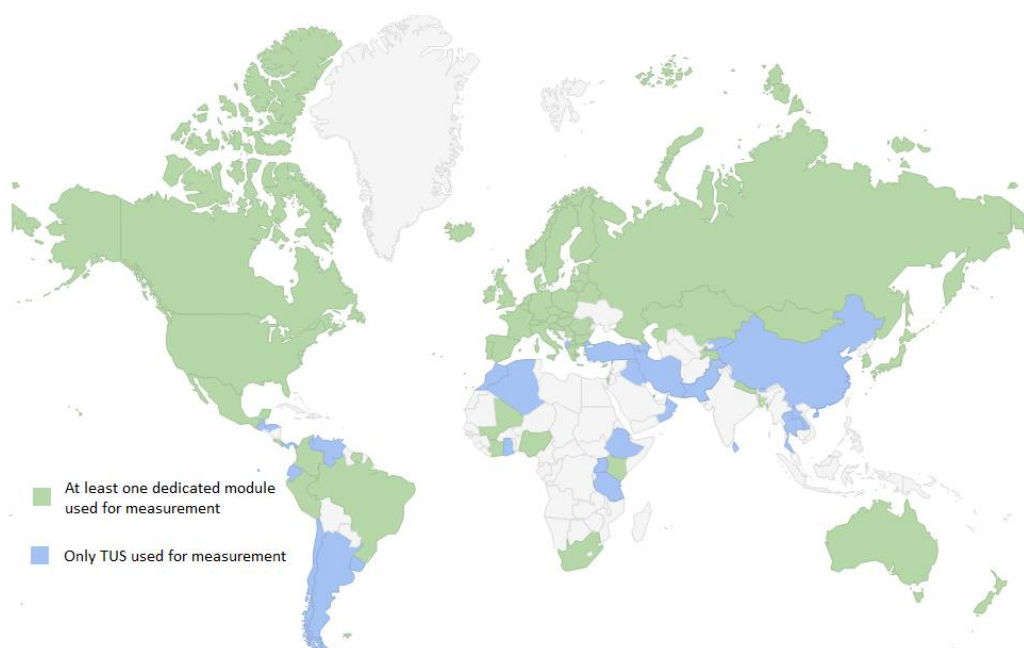 At least one dedicated module
used for measurement
Only TUS used for measurement